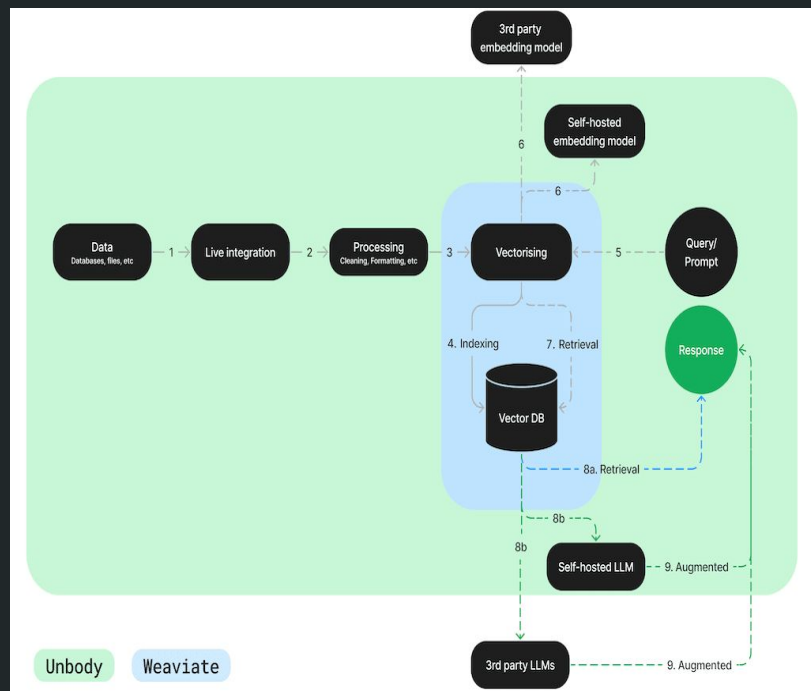 3rd party
embedding model
Self-hosted
embedding model
6
6
Data
Databases, files, etc
1
Live integration
2
Processing
Cleaning, Formatting, etc
3
Vectorising
5
Query/
Prompt
4. Indexing
7. Retrieval
Response
Vector DB
8a. Retrieval
8b
8b
Self-hosted LLM
9. Augmented
3rd party LLMs
9. Augmented
Unbody
Weaviate